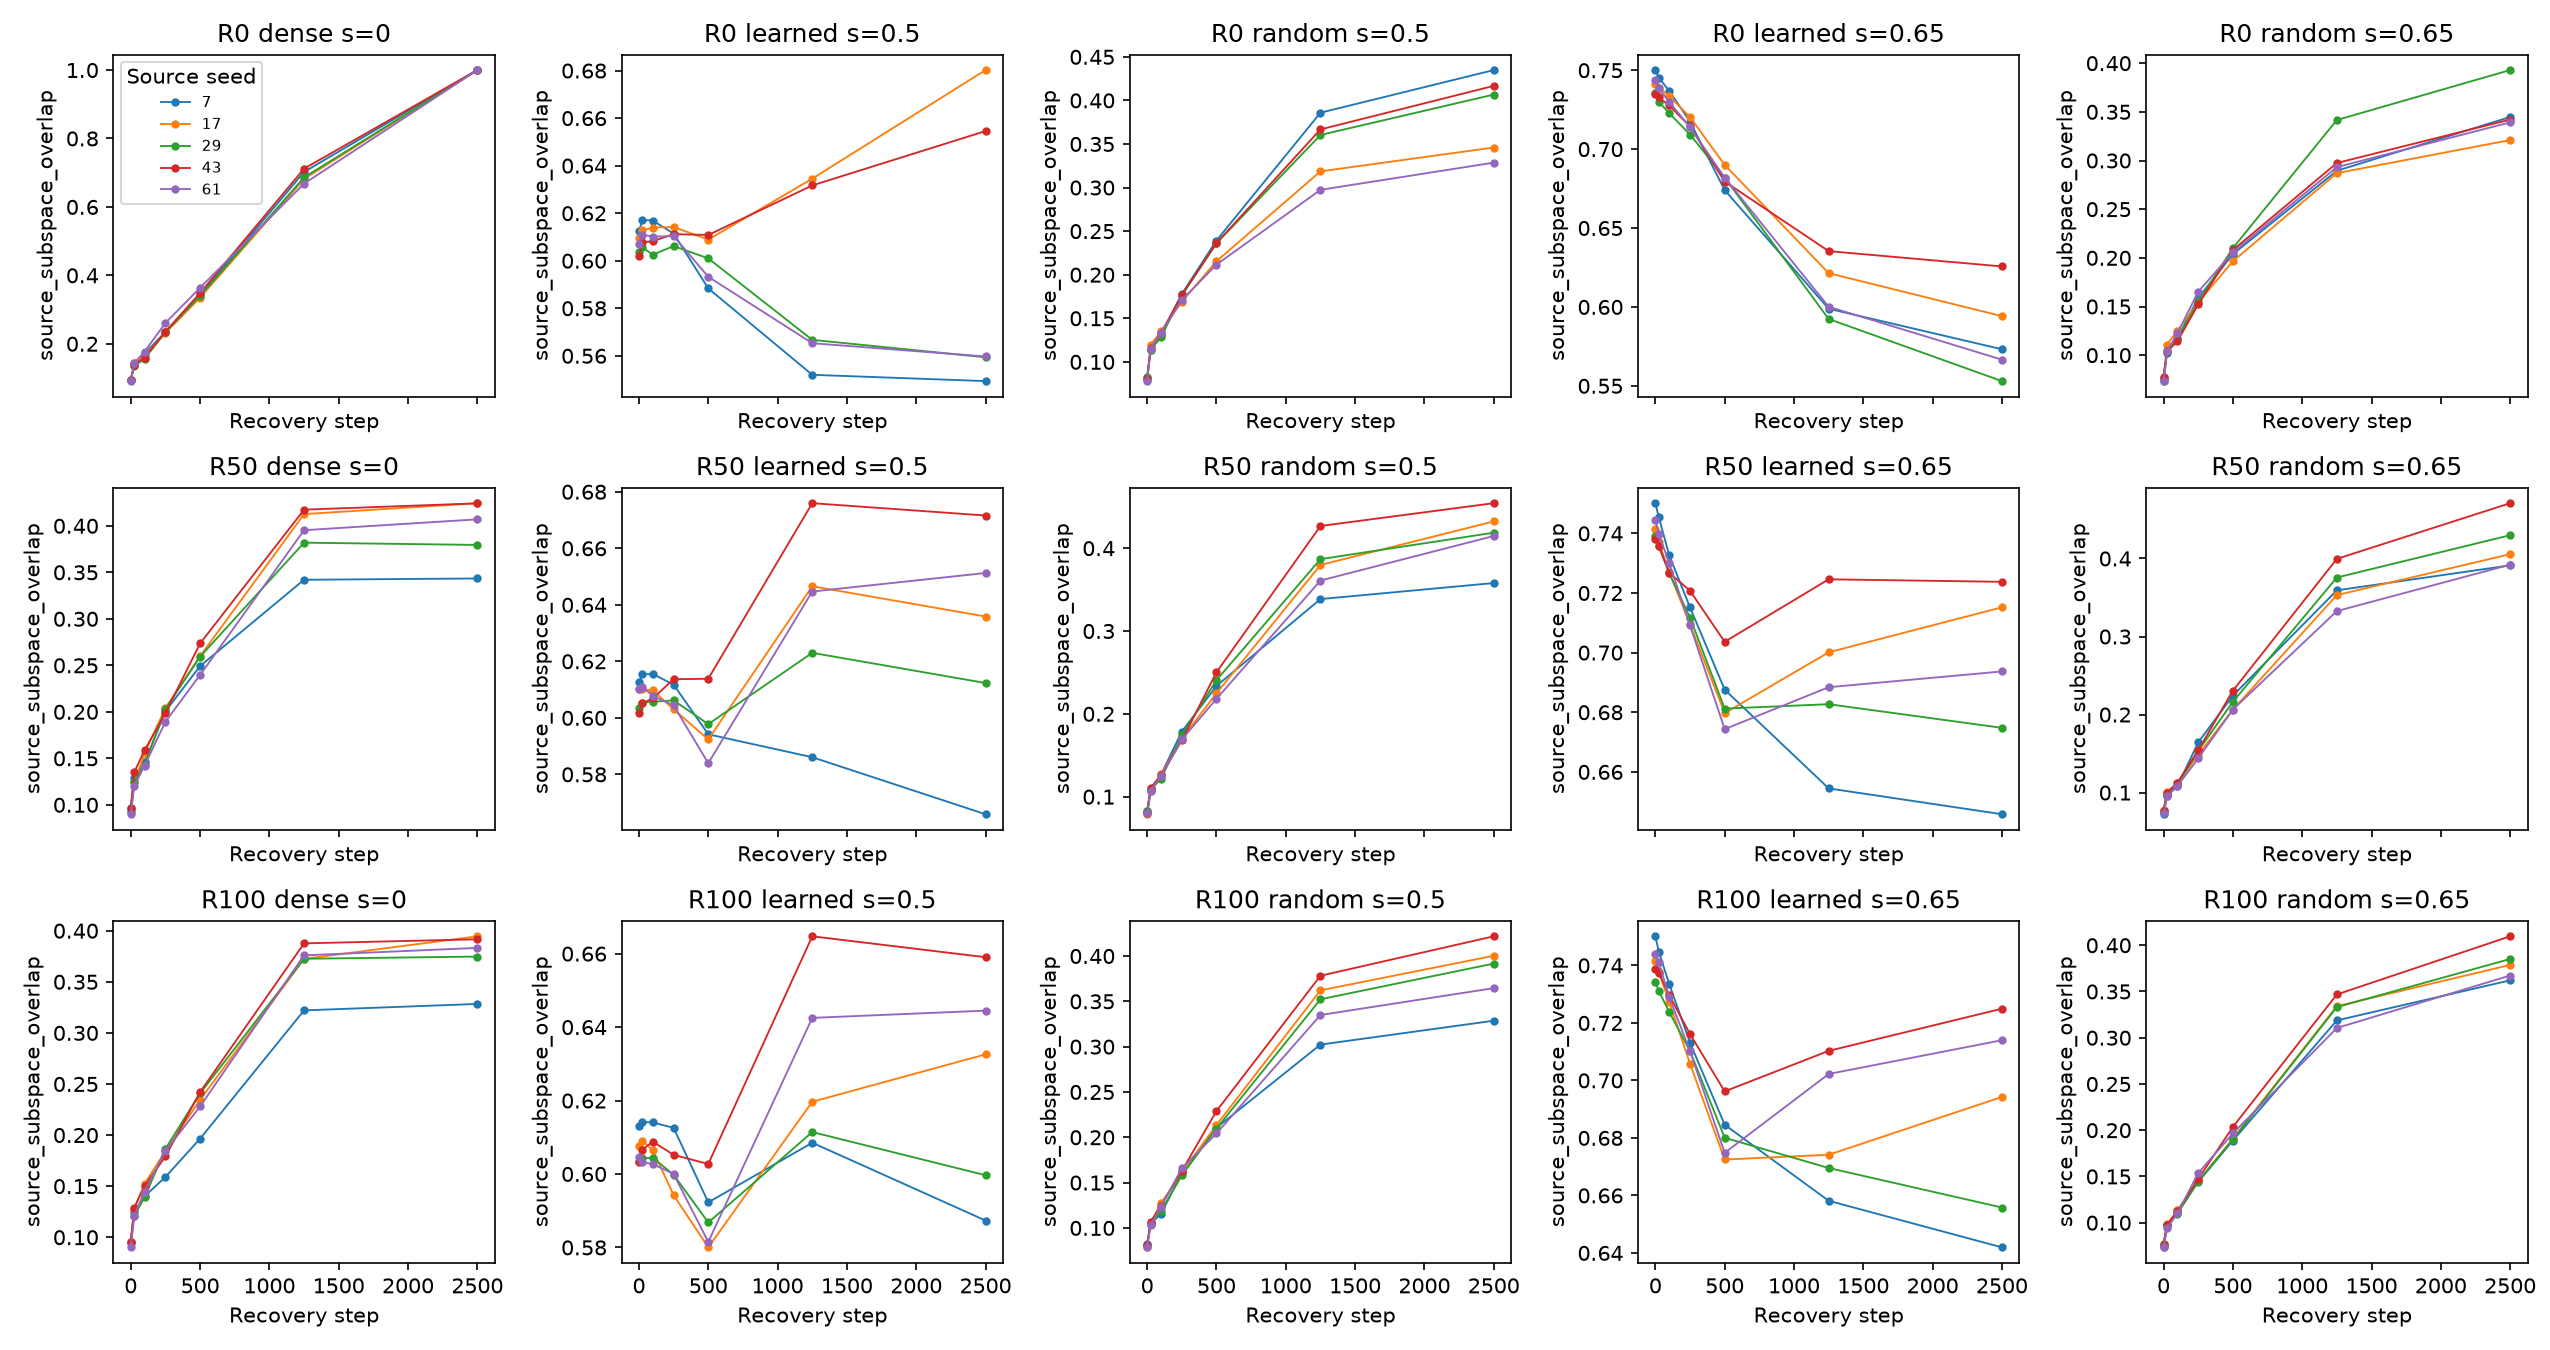 R0 dense s=0
R0 learned s=0.5
R0 random s=0.5
R0 learned s=0.65
R0 random s=0.65
source_subspace_overlap
1.0
0.8
0.6
0.4
0.2
Source seed
7
17
29
43
61
Recovery step
source_subspace_overlap
0.68
0.66
0.64
0.62
0.60
0.58
0.56
Recovery step
source_subspace_overlap
0.45
0.40
0.35
0.30
0.25
0.20
0.15
0.10
Recovery step
source_subspace_overlap
0.75
0.70
0.65
0.60
0.55
Recovery step
source_subspace_overlap
0.40
0.35
0.30
0.25
0.20
0.15
0.10
Recovery step
R50 dense s=0
R50 learned s=0.5
R50 random s=0.5
R50 learned s=0.65
R50 random s=0.65
source_subspace_overlap
0.40
0.35
0.30
0.25
0.20
0.15
0.10
Recovery step
source_subspace_overlap
0.68
0.66
0.64
0.62
0.60
0.58
Recovery step
source_subspace_overlap
0.4
0.3
0.2
0.1
Recovery step
source_subspace_overlap
0.74
0.72
0.70
0.68
0.66
Recovery step
source_subspace_overlap
0.4
0.3
0.2
0.1
Recovery step
R100 dense s=0
R100 learned s=0.5
R100 random s=0.5
R100 learned s=0.65
R100 random s=0.65
source_subspace_overlap
0.40
0.35
0.30
0.25
0.20
0.15
0.10
0 500 1000 1500 2000 2500
Recovery step
source_subspace_overlap
0.66
0.64
0.62
0.60
0.58
0 500 1000 1500 2000 2500
Recovery step
source_subspace_overlap
0.40
0.35
0.30
0.25
0.20
0.15
0.10
0 500 1000 1500 2000 2500
Recovery step
source_subspace_overlap
0.74
0.72
0.70
0.68
0.66
0.64
0 500 1000 1500 2000 2500
Recovery step
source_subspace_overlap
0.40
0.35
0.30
0.25
0.20
0.15
0.10
0 500 1000 1500 2000 2500
Recovery step